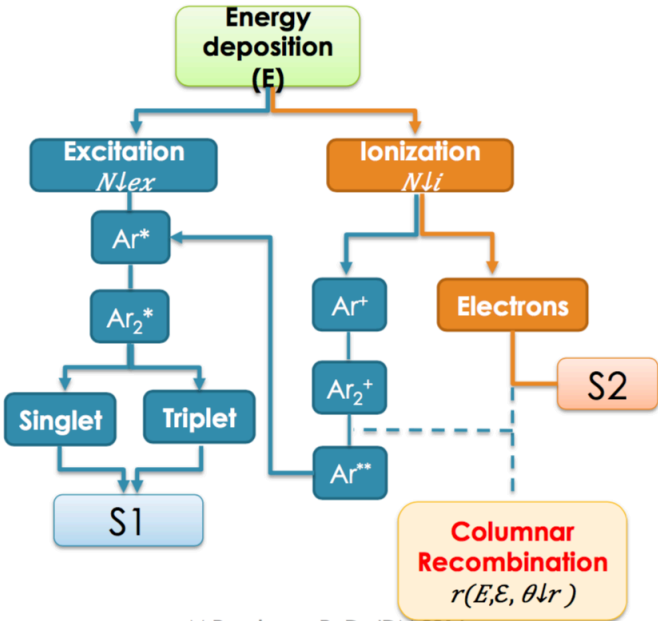 Energy
deposition
(E)
Excitation
N↓ex
Ionization
N↓i
Ar*
Ar₂*
Singlet
Triplet
S1
Ar⁺
Ar₂⁺
Ar**
Electrons
S2
Columnar
Recombination
r(E,Ɛ, θ↓r )